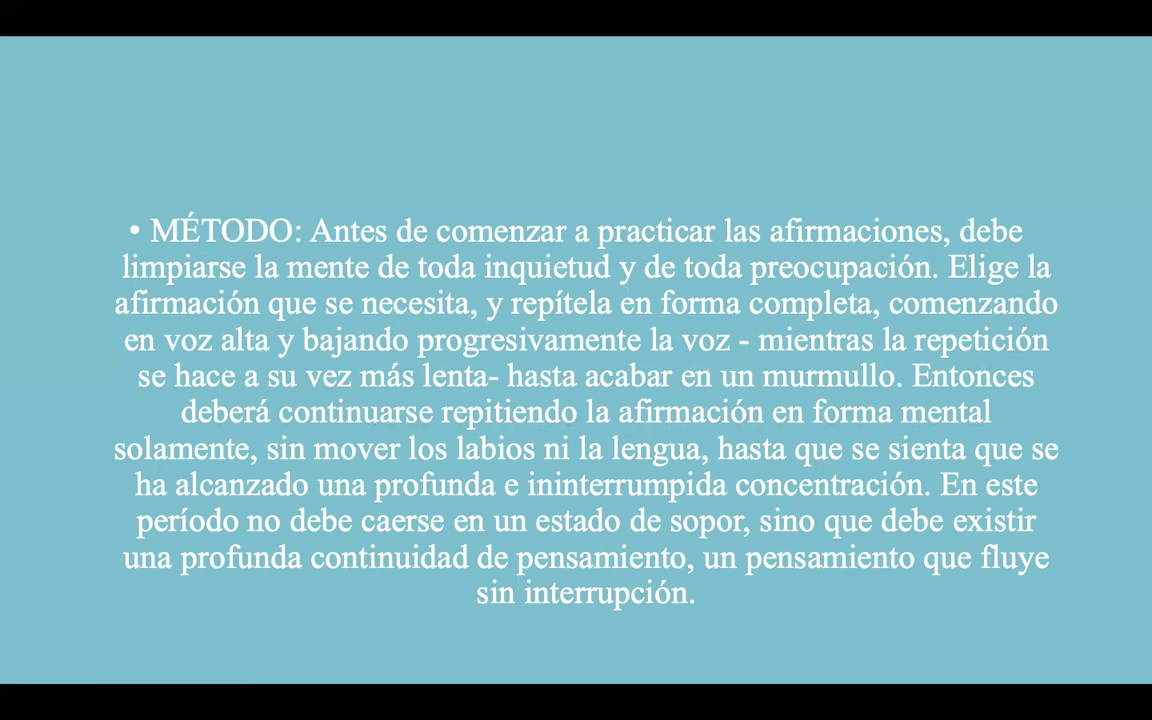 • MÉTODO: Antes de comenzar a practicar las afirmaciones, debe
limpiarse la mente de toda inquietud y de toda preocupación. Elige la
afirmación que se necesita, y repítela en forma completa, comenzando
en voz alta y bajando progresivamente la voz - mientras la repetición
se hace a su vez más lenta- hasta acabar en un murmullo. Entonces
deberá continuarse repitiendo la afirmación en forma mental
solamente, sin mover los labios ni la lengua, hasta que se sienta que se
ha alcanzado una profunda e ininterrumpida concentración. En este
período no debe caerse en un estado de sopor, sino que debe existir
una profunda continuidad de pensamiento, un pensamiento que fluye
sin interrupción.